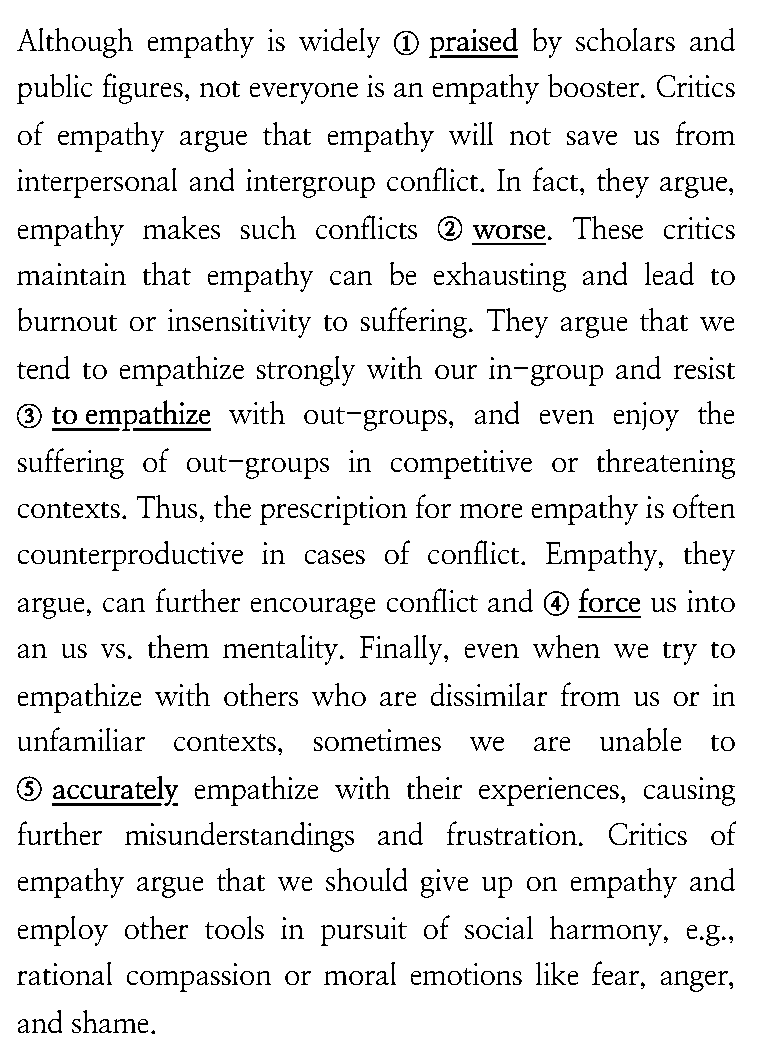 Although empathy is widely ① praised by scholars and
public figures, not everyone is an empathy booster. Critics
of empathy argue that empathy will not save us from
interpersonal and intergroup conflict. In fact, they argue,
empathy makes such conflicts ② worse. These critics
maintain that empathy can be exhausting and lead to
burnout or insensitivity to suffering. They argue that we
tend to empathize strongly with our in-group and resist
③ to empathize with out-groups, and even enjoy the
suffering of out-groups in competitive or threatening
contexts. Thus, the prescription for more empathy is often
counterproductive in cases of conflict. Empathy, they
argue, can further encourage conflict and ④ force us into
an us vs. them mentality. Finally, even when we try to
empathize with others who are dissimilar from us or in
unfamiliar contexts, sometimes we are unable to
⑤ accurately empathize with their experiences, causing
further misunderstandings and frustration. Critics of
empathy argue that we should give up on empathy and
employ other tools in pursuit of social harmony, e.g.,
rational compassion or moral emotions like fear, anger,
and shame.